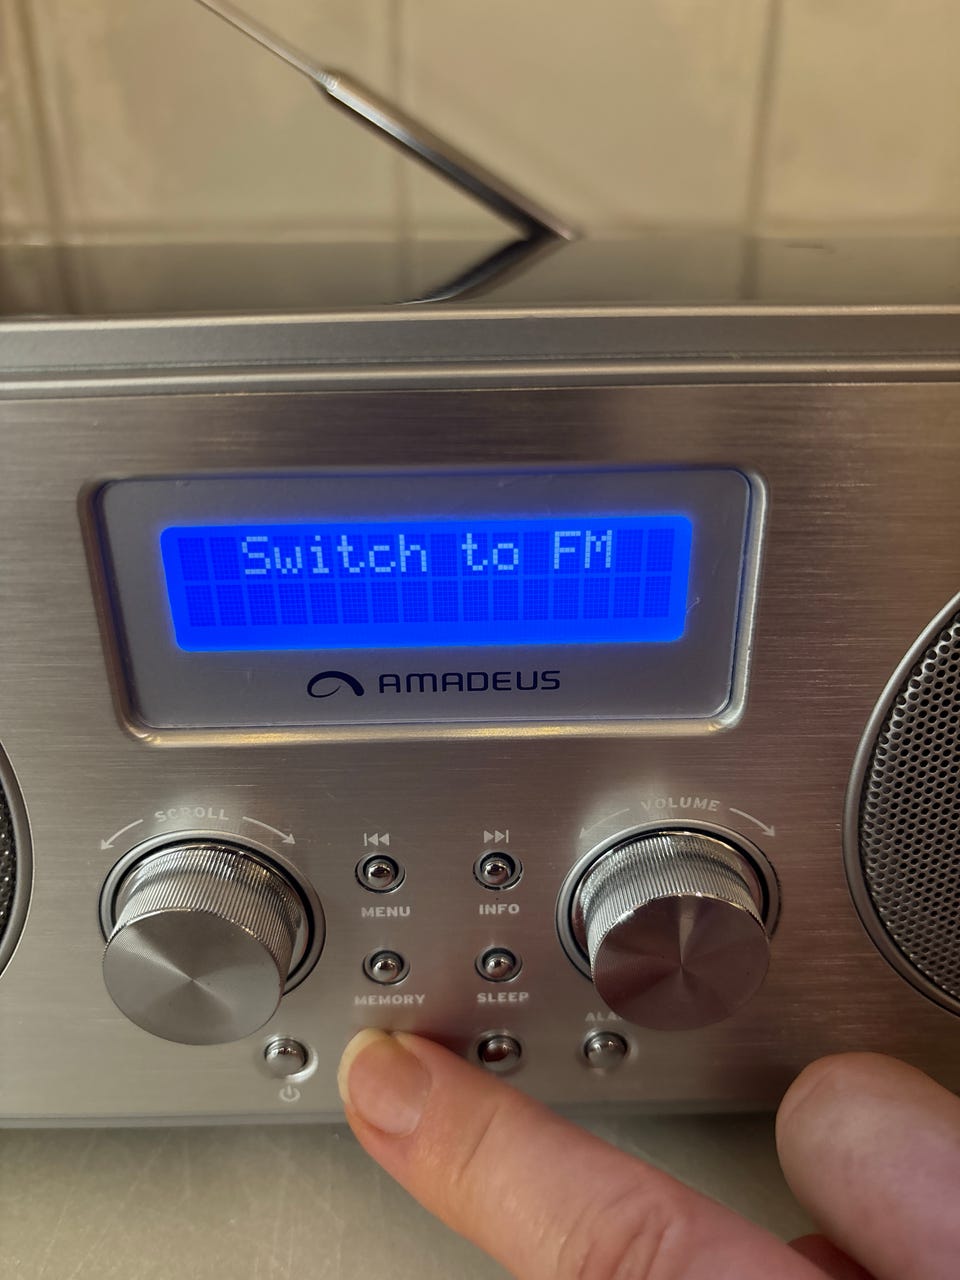 Switch to FM
AMADEUS
SCROLL
VOLUME
MENU
INFO
MEMORY
SLEEP